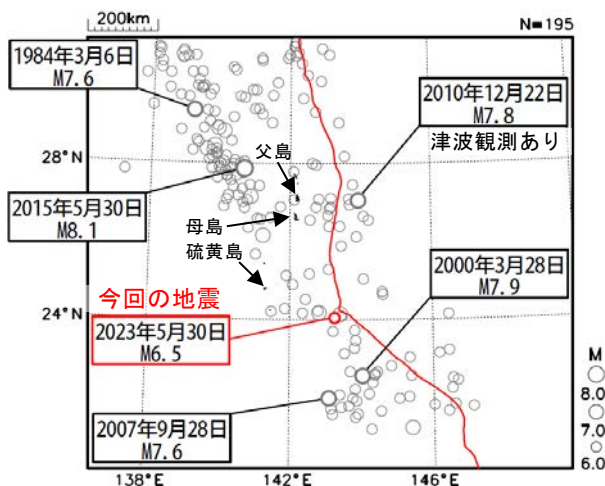 200km
N=195
1984年3月6日
M7.6
2010年12月22日
M7.8
津波観測あり
父島
28°N
2015年5月30日
M8.1
母島
硫黄島
2000年3月28日
M7.9
今回の地震
24°N
2023年5月30日
M6.5
M
8.0
7.0
6.0
2007年9月28日
M7.6
138°E
142°E
146°E